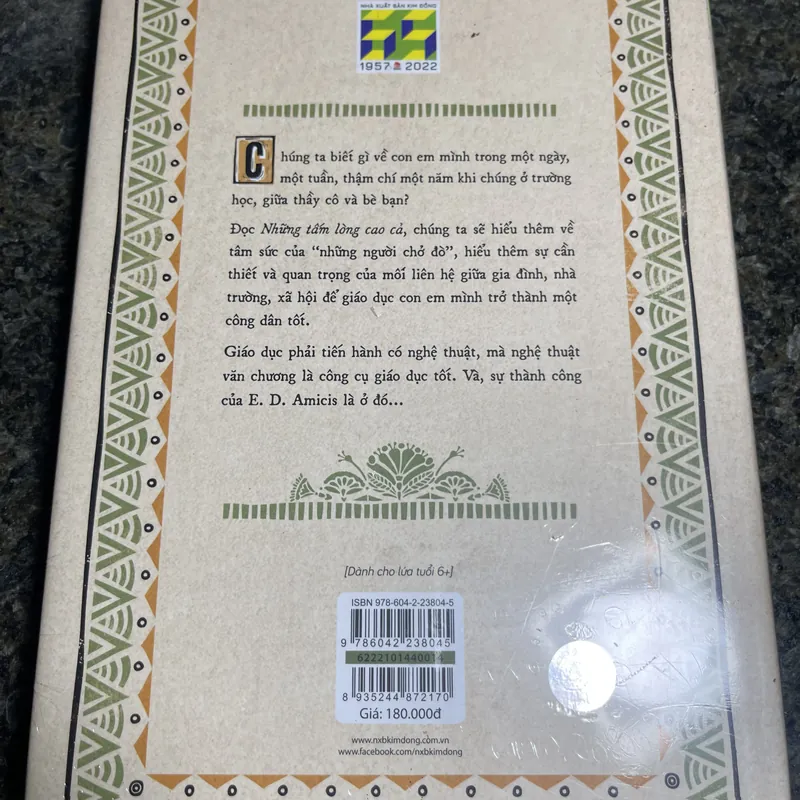 NHÀ XUẤT BẢN KIM ĐỒNG
65
1957 2022
Chúng ta biết gì về con em mình trong một ngày,
một tuần, thậm chí một năm khi chúng ở trường
học, giữa thầy cô và bè bạn?
Đọc Những tấm lòng cao cả, chúng ta sẽ hiểu thêm về
tâm sức của “những người chở đò”, hiểu thêm sự cần
thiết và quan trọng của mối liên hệ giữa gia đình, nhà
trường, xã hội để giáo dục con em mình trở thành một
công dân tốt.
Giáo dục phải tiến hành có nghệ thuật, mà nghệ thuật
văn chương là công cụ giáo dục tốt. Và, sự thành công
của E. D. Amicis là ở đó...
[Dành cho lứa tuổi 6+]
ISBN 978-604-2-23804-5
9 786042 238045
6222101440014
8 935244 872170
Giá: 180.000đ
www.nxbkimdong.com.vn
www.facebook.com/nxbkimdong